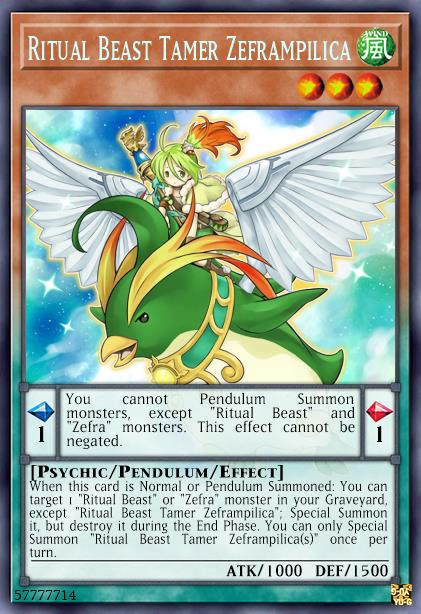 RITUAL BEAST TAMER ZEFRAMPILICA
WIND
風
You cannot Pendulum Summon
monsters, except "Ritual Beast" and
"Zefra" monsters. This effect cannot be
negated.
1
1
[PSYCHIC/PENDULUM/EFFECT]
When this card is Normal or Pendulum Summoned: You can
target 1 "Ritual Beast" or "Zefra" monster in your Graveyard,
except "Ritual Beast Tamer Zeframpilica"; Special Summon
it, but destroy it during the End Phase. You can only Special
Summon "Ritual Beast Tamer Zeframpilica(s)" once per
turn.
ATK/1000 DEF/1500
57777714